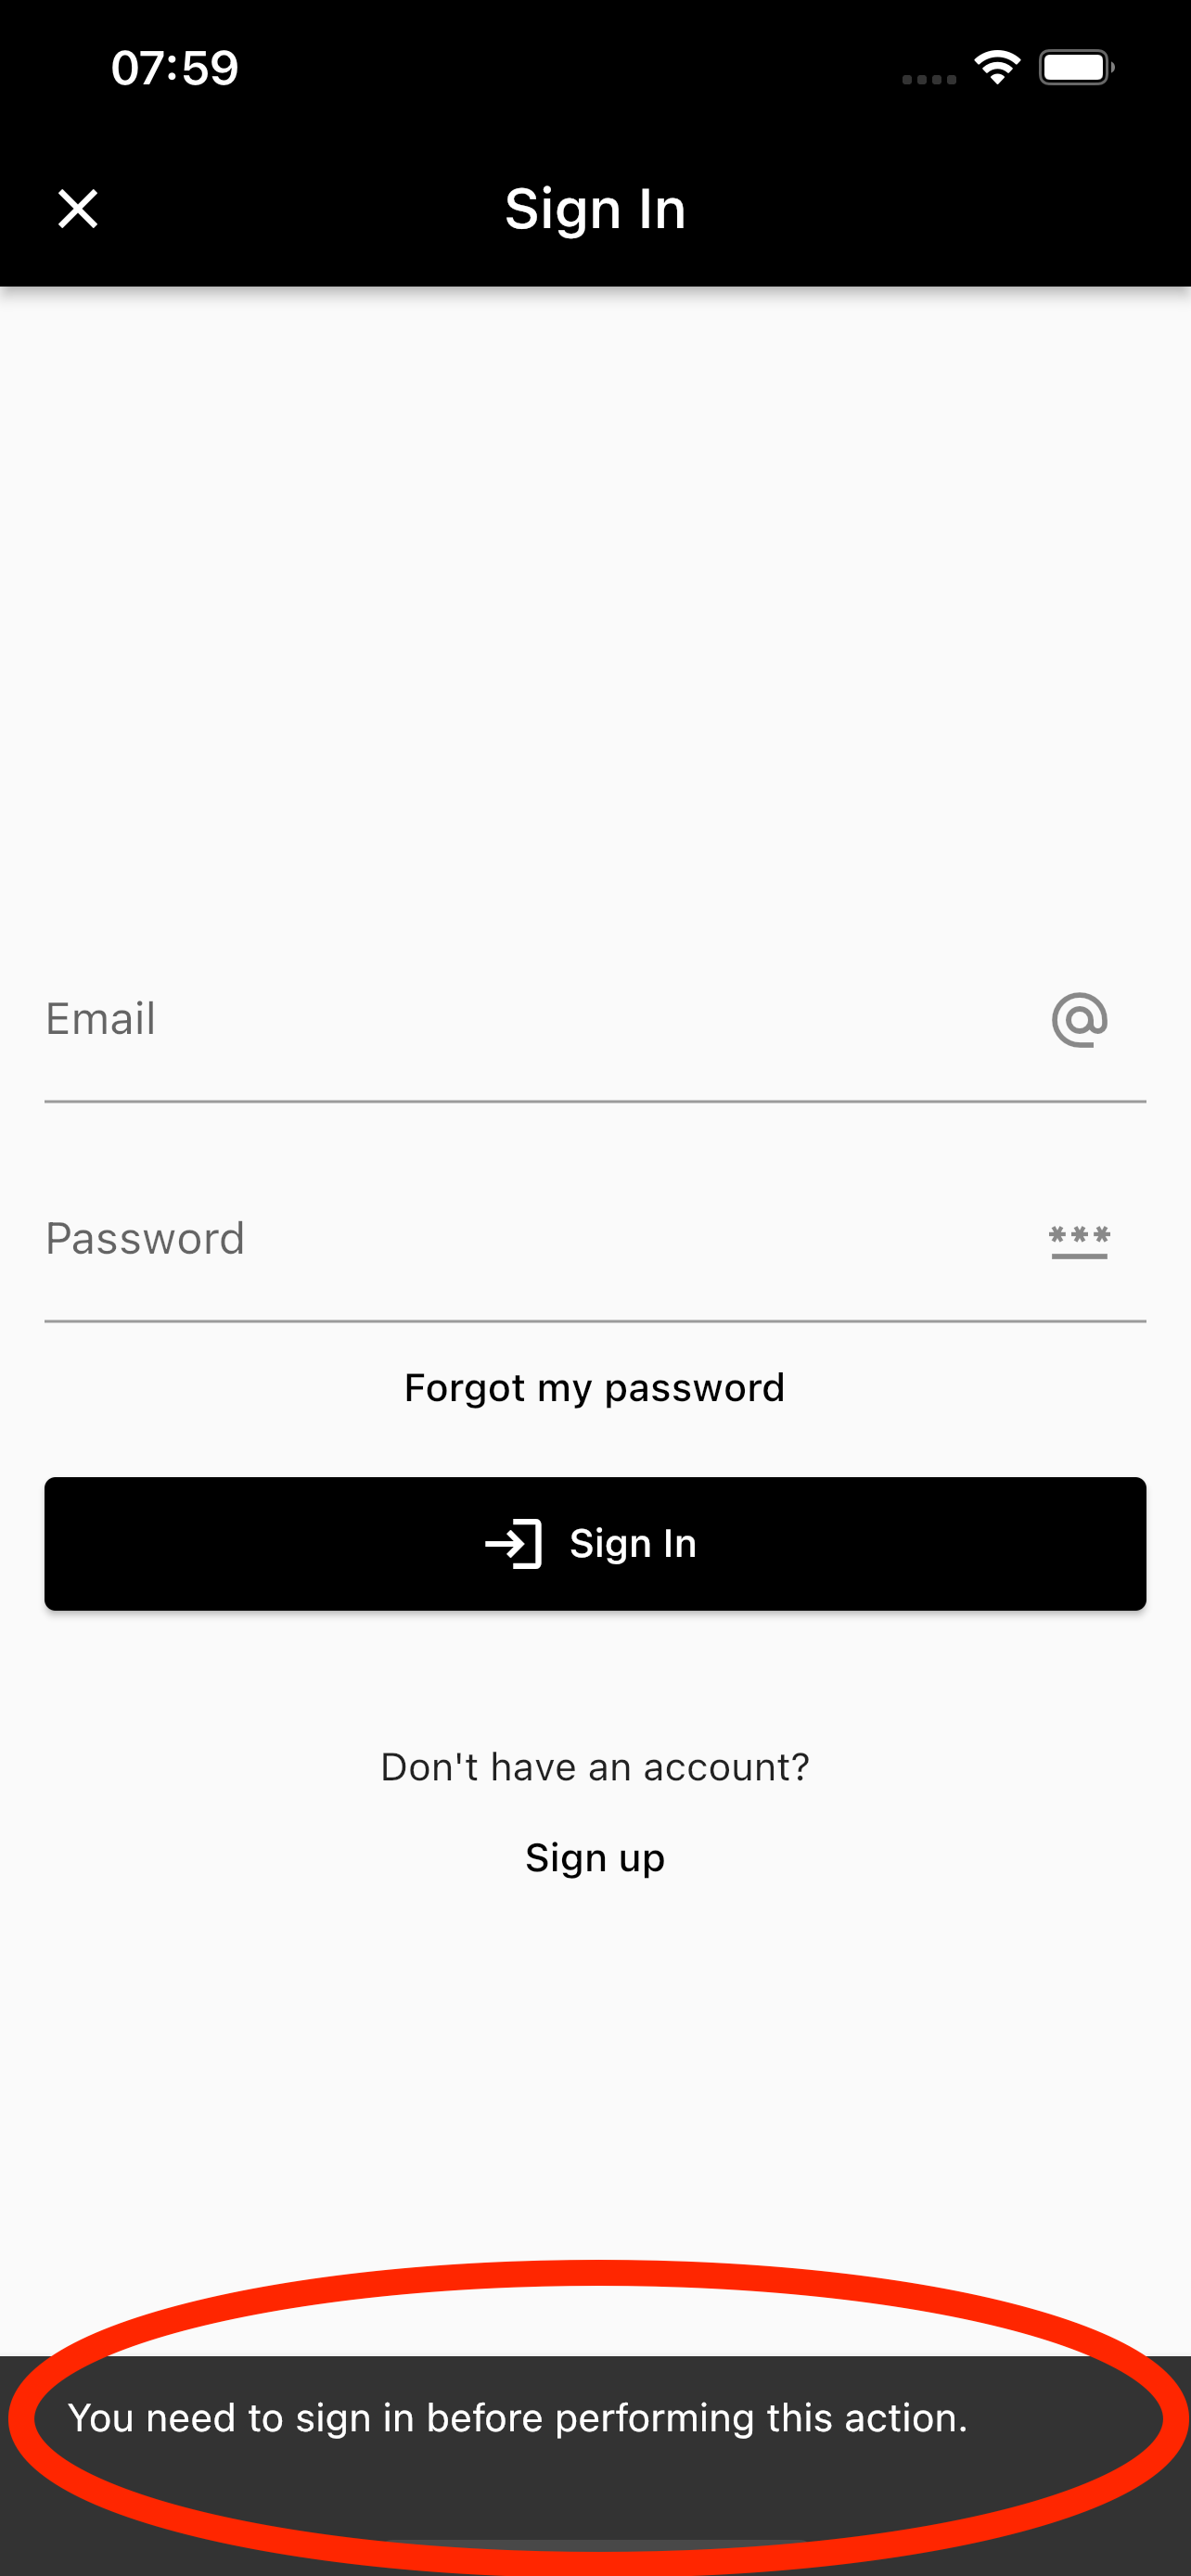 07:59
Sign In
Email
Password
Forgot my password
Sign In
Don't have an account?
Sign up
You need to sign in before performing this action.